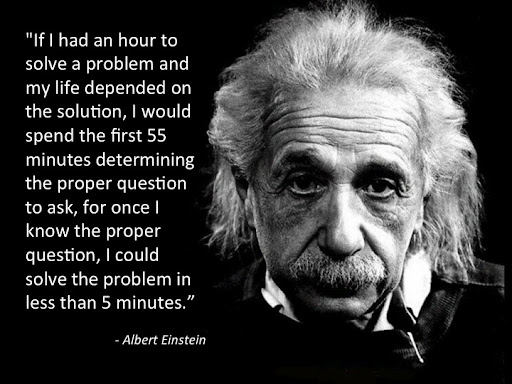 "If I had an hour to
solve a problem and
my life depended on
the solution, I would
spend the first 55
minutes determining
the proper question
to ask, for once I
know the proper
question, I could
solve the problem in
less than 5 minutes.”
- Albert Einstein